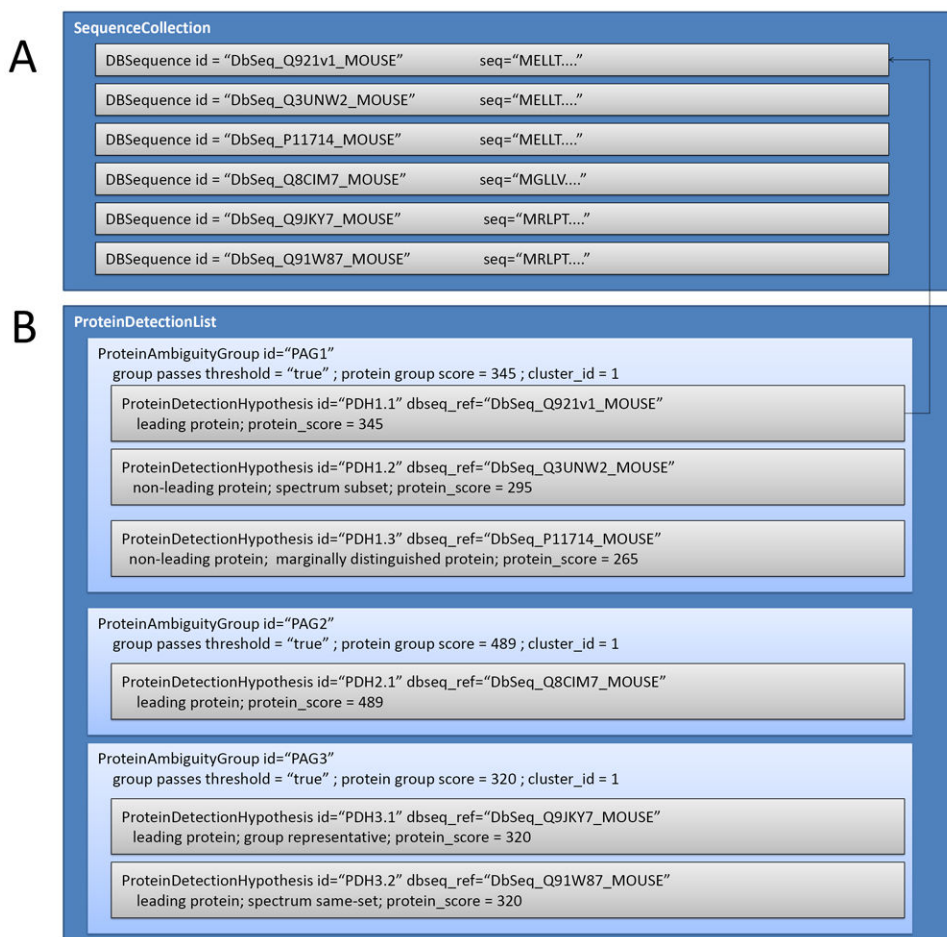 A
SequenceCollection
DBSequence id = “DbSeq_Q921v1_MOUSE” seq=“MELLT....”
DBSequence id = “DbSeq_Q3UNW2_MOUSE” seq=“MELLT....”
DBSequence id = “DbSeq_P11714_MOUSE” seq=“MELLT....”
DBSequence id = “DbSeq_Q8CIM7_MOUSE” seq=“MGLLV....”
DBSequence id = “DbSeq_Q9JKY7_MOUSE” seq=“MRLPT....”
DBSequence id = “DbSeq_Q91W87_MOUSE” seq=“MRLPT....”
B
ProteinDetectionList
ProteinAmbiguityGroup id=“PAG1”
group passes threshold = “true” ; protein group score = 345 ; cluster_id = 1
ProteinDetectionHypothesis id=“PDH1.1” dbseq_ref=“DbSeq_Q921v1_MOUSE”
leading protein; protein_score = 345
ProteinDetectionHypothesis id=“PDH1.2” dbseq_ref=“DbSeq_Q3UNW2_MOUSE”
non-leading protein; spectrum subset; protein_score = 295
ProteinDetectionHypothesis id=“PDH1.3” dbseq_ref=“DbSeq_P11714_MOUSE”
non-leading protein; marginally distinguished protein; protein_score = 265
ProteinAmbiguityGroup id=“PAG2”
group passes threshold = “true” ; protein group score = 489 ; cluster_id = 1
ProteinDetectionHypothesis id=“PDH2.1” dbseq_ref=“DbSeq_Q8CIM7_MOUSE”
leading protein; protein_score = 489
ProteinAmbiguityGroup id=“PAG3”
group passes threshold = “true” ; protein group score = 320 ; cluster_id = 1
ProteinDetectionHypothesis id=“PDH3.1” dbseq_ref=“DbSeq_Q9JKY7_MOUSE”
leading protein; group representative; protein_score = 320
ProteinDetectionHypothesis id=“PDH3.2” dbseq_ref=“DbSeq_Q91W87_MOUSE”
leading protein; spectrum same-set; protein_score = 320